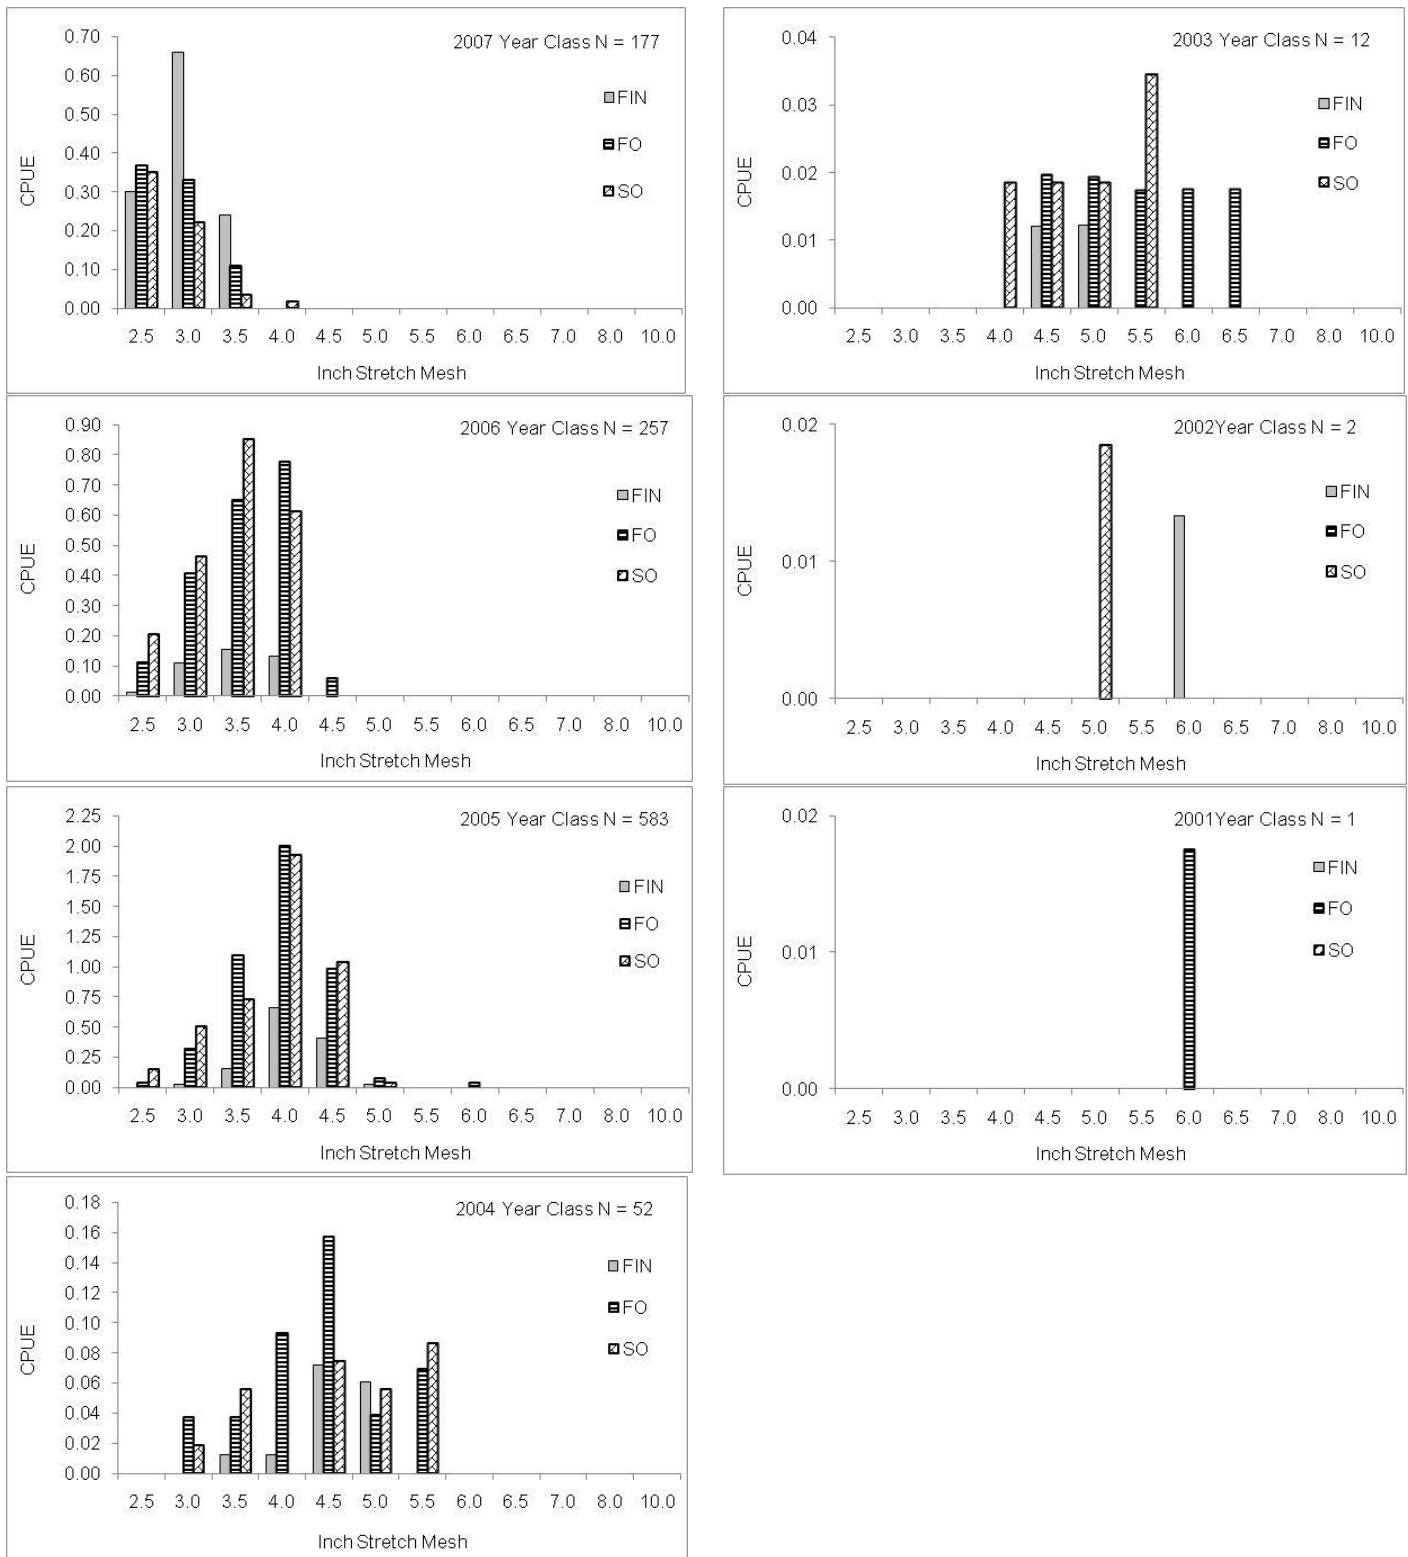 2007 Year Class N = 177
0.70
0.60
0.50
0.40
0.30
0.20
0.10
0.00
CPUE
FIN
FO
SO
2.5 3.0 3.5 4.0 4.5 5.0 5.5 6.0 6.5 7.0 8.0 10.0
Inch Stretch Mesh
2006 Year Class N = 257
0.90
0.80
0.70
0.60
0.50
0.40
0.30
0.20
0.10
0.00
CPUE
FIN
FO
SO
2.5 3.0 3.5 4.0 4.5 5.0 5.5 6.0 6.5 7.0 8.0 10.0
Inch Stretch Mesh
2005 Year Class N = 583
2.25
2.00
1.75
1.50
1.25
1.00
0.75
0.50
0.25
0.00
CPUE
FIN
FO
SO
2.5 3.0 3.5 4.0 4.5 5.0 5.5 6.0 6.5 7.0 8.0 10.0
Inch Stretch Mesh
2004 Year Class N = 52
0.18
0.16
0.14
0.12
0.10
0.08
0.06
0.04
0.02
0.00
CPUE
FIN
FO
SO
2.5 3.0 3.5 4.0 4.5 5.0 5.5 6.0 6.5 7.0 8.0 10.0
Inch Stretch Mesh
2003 Year Class N = 12
0.04
0.03
0.02
0.01
0.00
CPUE
FIN
FO
SO
2.5 3.0 3.5 4.0 4.5 5.0 5.5 6.0 6.5 7.0 8.0 10.0
Inch Stretch Mesh
2002Year Class N = 2
0.02
0.01
0.00
CPUE
FIN
FO
SO
2.5 3.0 3.5 4.0 4.5 5.0 5.5 6.0 6.5 7.0 8.0 10.0
Inch Stretch Mesh
2001Year Class N = 1
0.02
0.01
0.00
CPUE
FIN
FO
SO
2.5 3.0 3.5 4.0 4.5 5.0 5.5 6.0 6.5 7.0 8.0 10.0
Inch Stretch Mesh